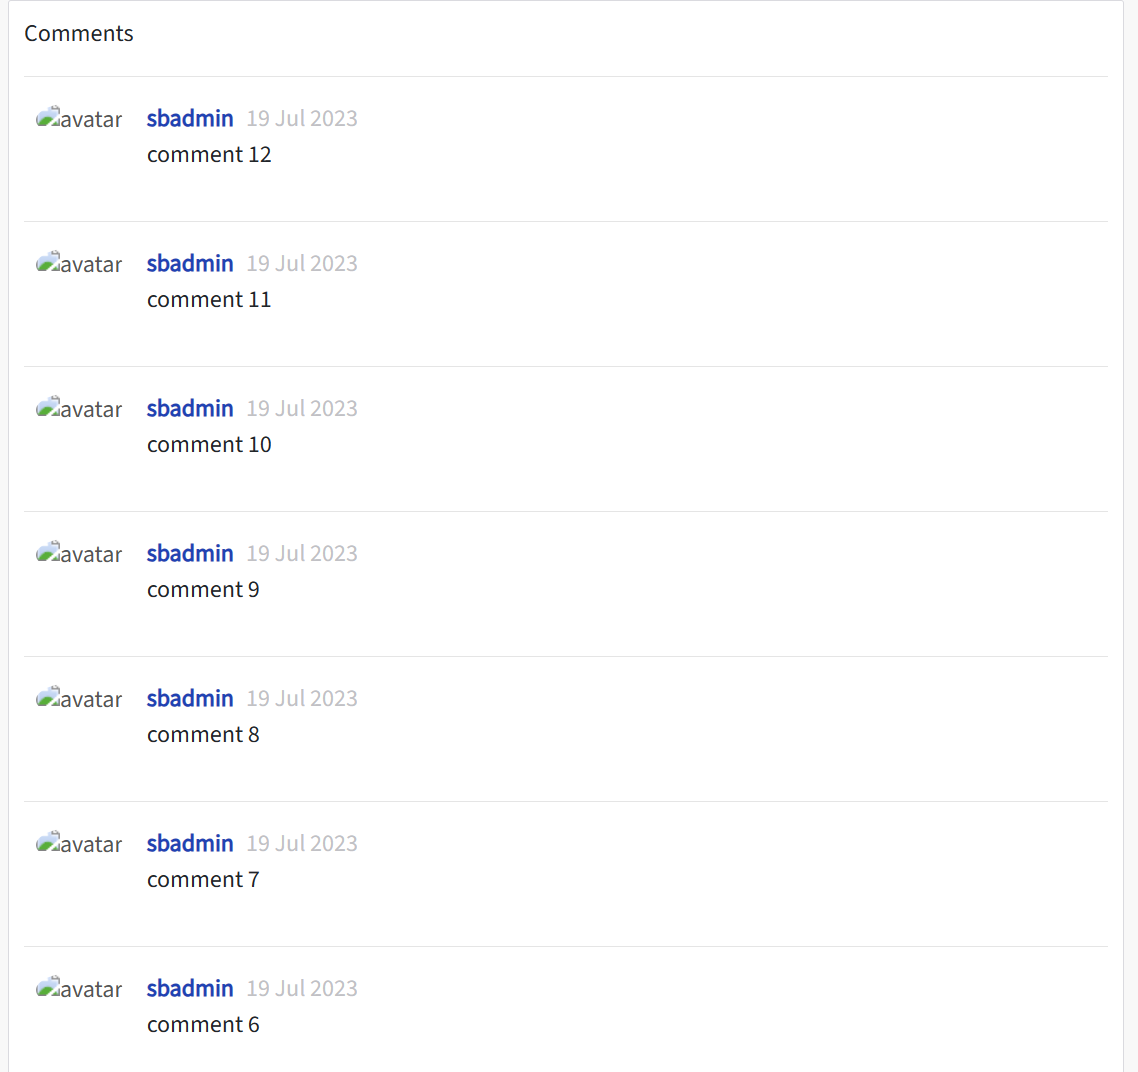 Comments
avatar sbadmin 19 Jul 2023
comment 12
avatar sbadmin 19 Jul 2023
comment 11
avatar sbadmin 19 Jul 2023
comment 10
avatar sbadmin 19 Jul 2023
comment 9
avatar sbadmin 19 Jul 2023
comment 8
avatar sbadmin 19 Jul 2023
comment 7
avatar sbadmin 19 Jul 2023
comment 6